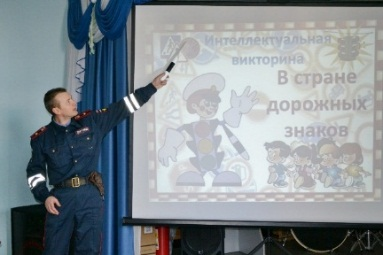 Интеллектуальная
викторина
В стране
дорожных
знаков